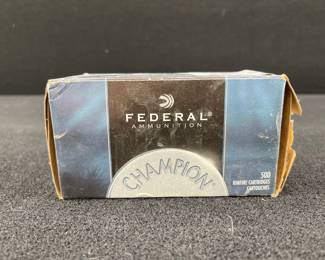 FEDERAL®
AMMUNITION
CHAMPION
500
RIMFIRE CARTRIDGES
CARTOUCHES